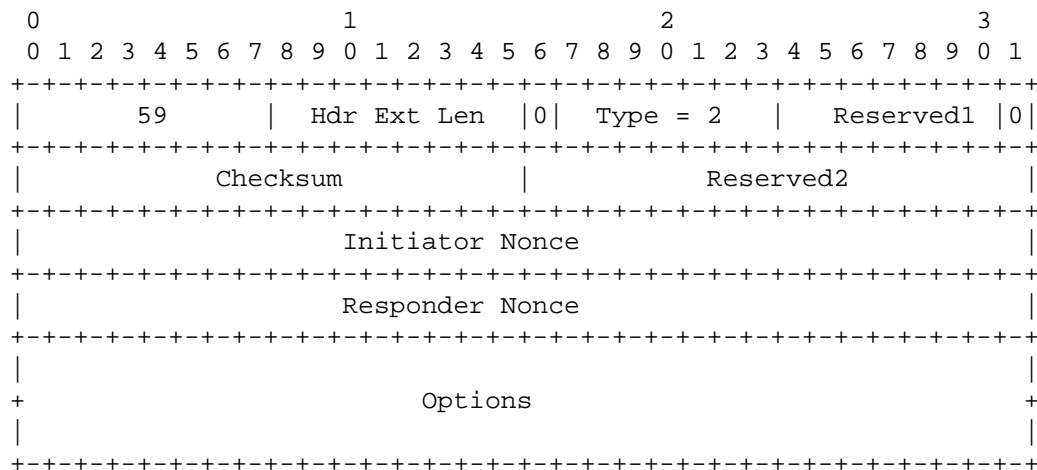 0                   1                   2                   3
 0 1 2 3 4 5 6 7 8 9 0 1 2 3 4 5 6 7 8 9 0 1 2 3 4 5 6 7 8 9 0 1
+-+-+-+-+-+-+-+-+-+-+-+-+-+-+-+-+-+-+-+-+-+-+-+-+-+-+-+-+-+-+-+-+
|       59      |  Hdr Ext Len  |0|  Type = 2   |   Reserved1 |0|
+-+-+-+-+-+-+-+-+-+-+-+-+-+-+-+-+-+-+-+-+-+-+-+-+-+-+-+-+-+-+-+-+
|            Checksum           |           Reserved2           |
+-+-+-+-+-+-+-+-+-+-+-+-+-+-+-+-+-+-+-+-+-+-+-+-+-+-+-+-+-+-+-+-+
|                    Initiator Nonce                            |
+-+-+-+-+-+-+-+-+-+-+-+-+-+-+-+-+-+-+-+-+-+-+-+-+-+-+-+-+-+-+-+-+
|                    Responder Nonce                            |
+-+-+-+-+-+-+-+-+-+-+-+-+-+-+-+-+-+-+-+-+-+-+-+-+-+-+-+-+-+-+-+-+
|                                                               |
+                         Options                               +
|                                                               |
+-+-+-+-+-+-+-+-+-+-+-+-+-+-+-+-+-+-+-+-+-+-+-+-+-+-+-+-+-+-+-+-+